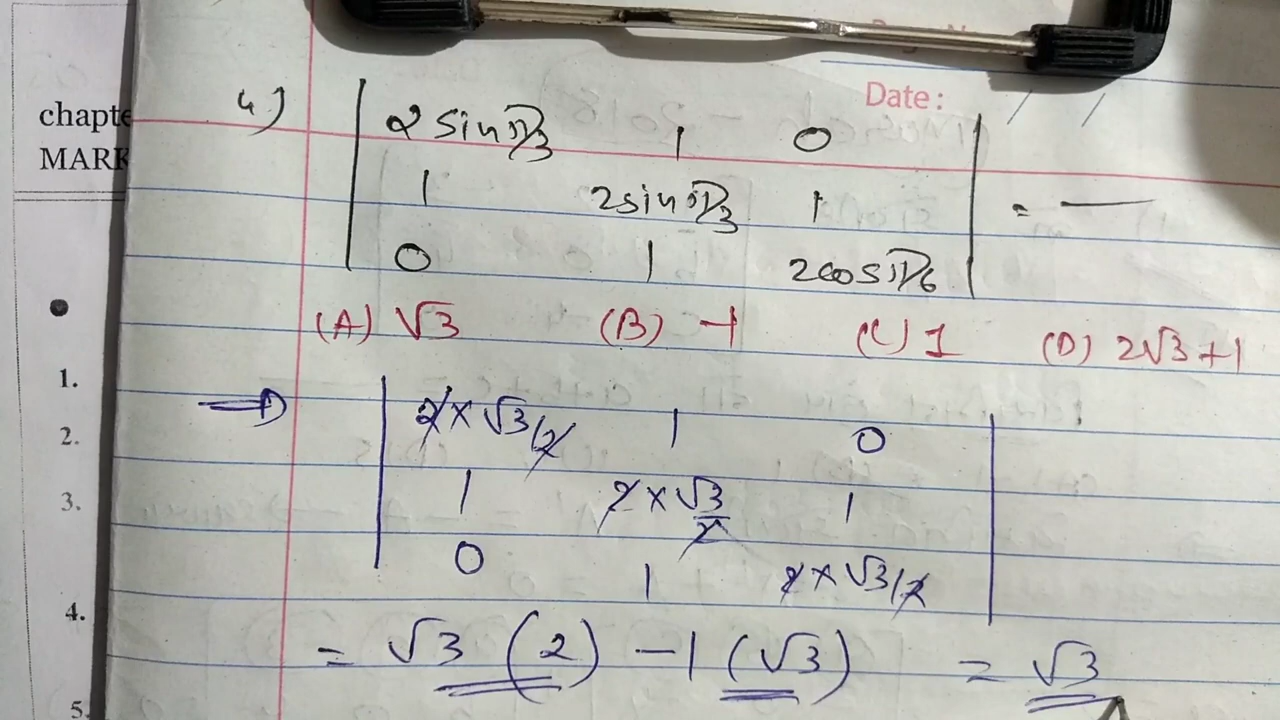 Date: / /
chapte
MARK
4) | 2 sin π/3 1 0 |
| 1 2 sin π/3 1 | = —
| 0 1 2cos π/6 |
(A) √3 (B) -1 (C) 1 (D) 2√3 + 1
1.
⇒ | 2 × √3/2 1 0 |
2.
| 1 2 × √3/2 1 |
3.
| 0 1 2 × √3/2 |
4.
= √3 (2) - 1 (√3) = √3
5.